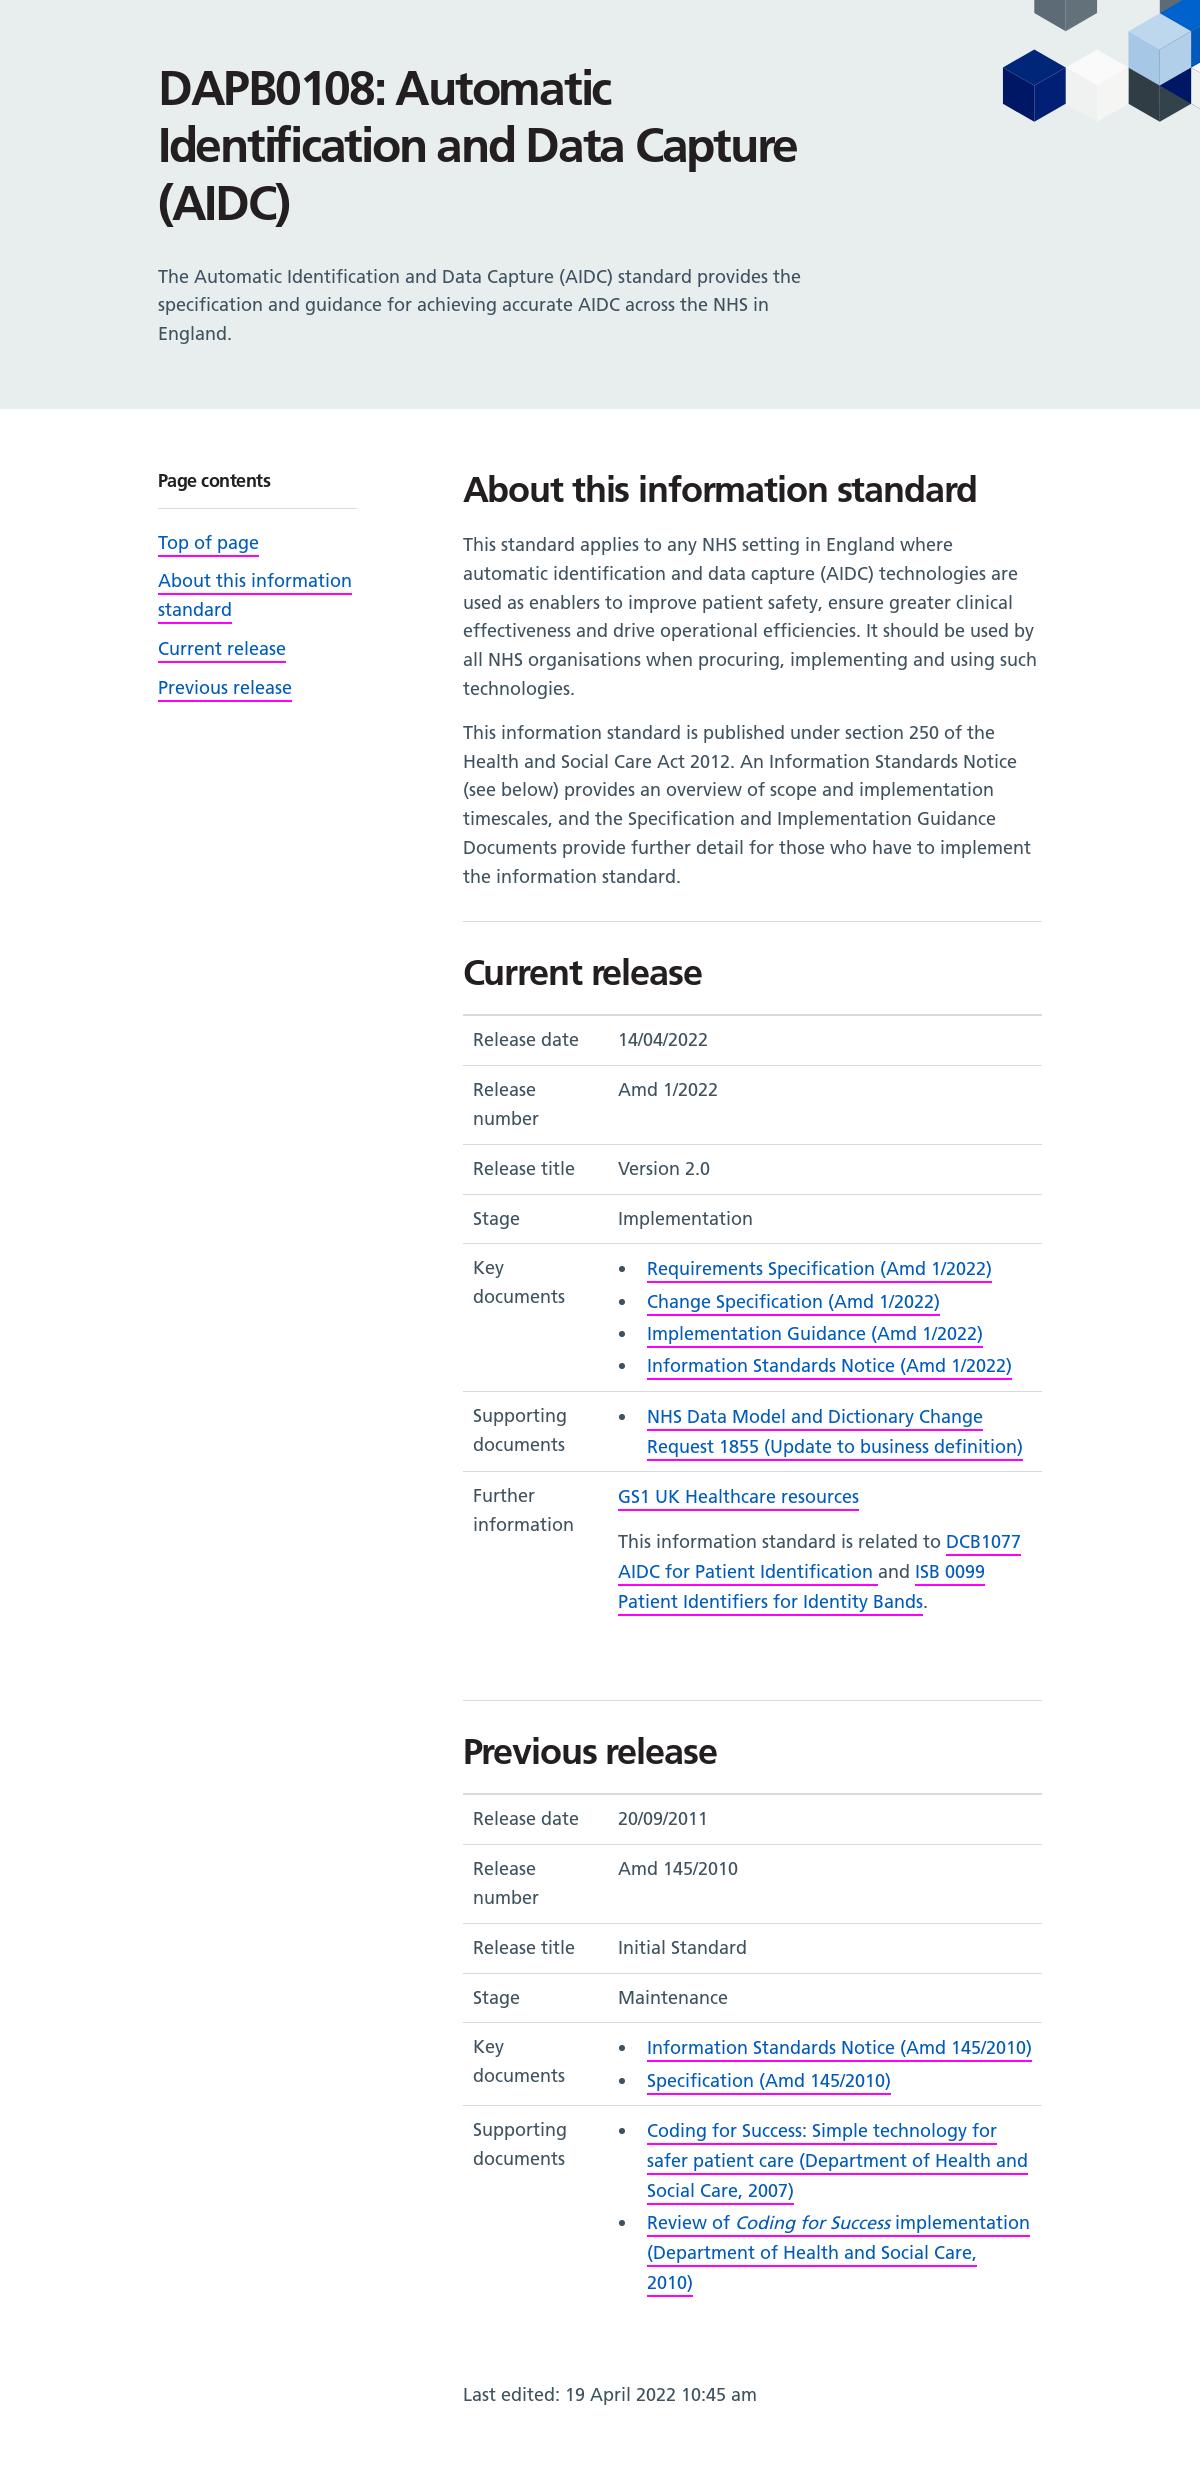 DAPB0108: Automatic
Identification and Data Capture
(AIDC)
The Automatic Identification and Data Capture (AIDC) standard provides the
specification and guidance for achieving accurate AIDC across the NHS in
England.
Page contents
Top of page
About this information
standard
Current release
Previous release
About this information standard
This standard applies to any NHS setting in England where
automatic identification and data capture (AIDC) technologies are
used as enablers to improve patient safety, ensure greater clinical
effectiveness and drive operational efficiencies. It should be used by
all NHS organisations when procuring, implementing and using such
technologies.
This information standard is published under section 250 of the
Health and Social Care Act 2012. An Information Standards Notice
(see below) provides an overview of scope and implementation
timescales, and the Specification and Implementation Guidance
Documents provide further detail for those who have to implement
the information standard.
Current release
Release date 14/04/2022
Release
number
Amd 1/2022
Release title Version 2.0
Stage Implementation
Key
documents
• Requirements Specification (Amd 1/2022)
• Change Specification (Amd 1/2022)
• Implementation Guidance (Amd 1/2022)
• Information Standards Notice (Amd 1/2022)
Supporting
documents
• NHS Data Model and Dictionary Change
Request 1855 (Update to business definition)
Further
information
GS1 UK Healthcare resources
This information standard is related to DCB1077
AIDC for Patient Identification and ISB 0099
Patient Identifiers for Identity Bands.
Previous release
Release date 20/09/2011
Release
number
Amd 145/2010
Release title Initial Standard
Stage Maintenance
Key
documents
• Information Standards Notice (Amd 145/2010)
• Specification (Amd 145/2010)
Supporting
documents
• Coding for Success: Simple technology for
safer patient care (Department of Health and
Social Care, 2007)
• Review of Coding for Success implementation
(Department of Health and Social Care,
2010)
Last edited: 19 April 2022 10:45 am